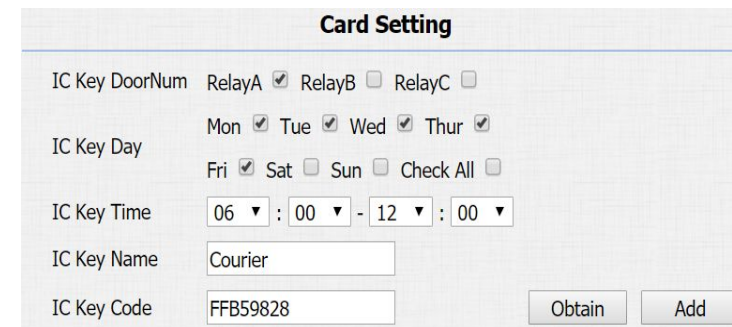 Card Setting
IC Key DoorNum RelayA RelayB RelayC
IC Key Day
Mon Tue Wed Thur
Fri Sat Sun Check All
IC Key Time 06 : 00 - 12 : 00
IC Key Name Courier
IC Key Code FFB59828 Obtain Add